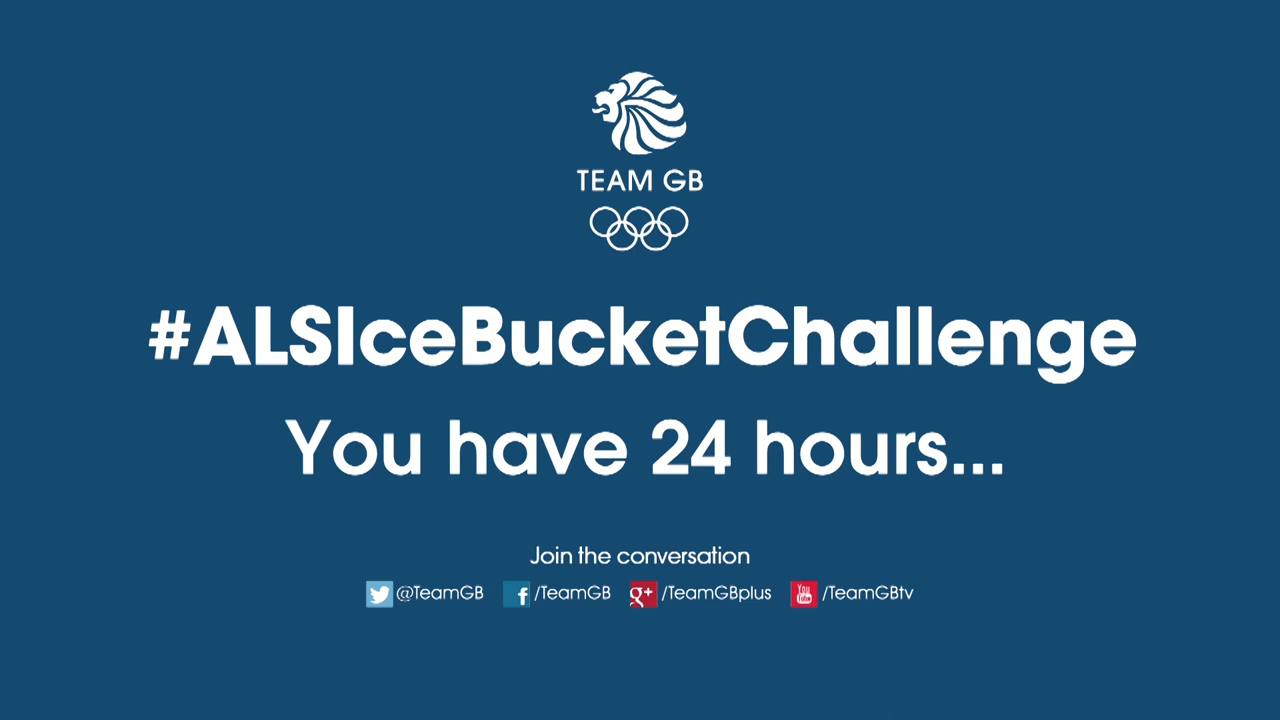 TEAM GB
#ALSIceBucketChallenge
You have 24 hours...
Join the conversation
@TeamGB /TeamGB /TeamGBplus /TeamGBtv